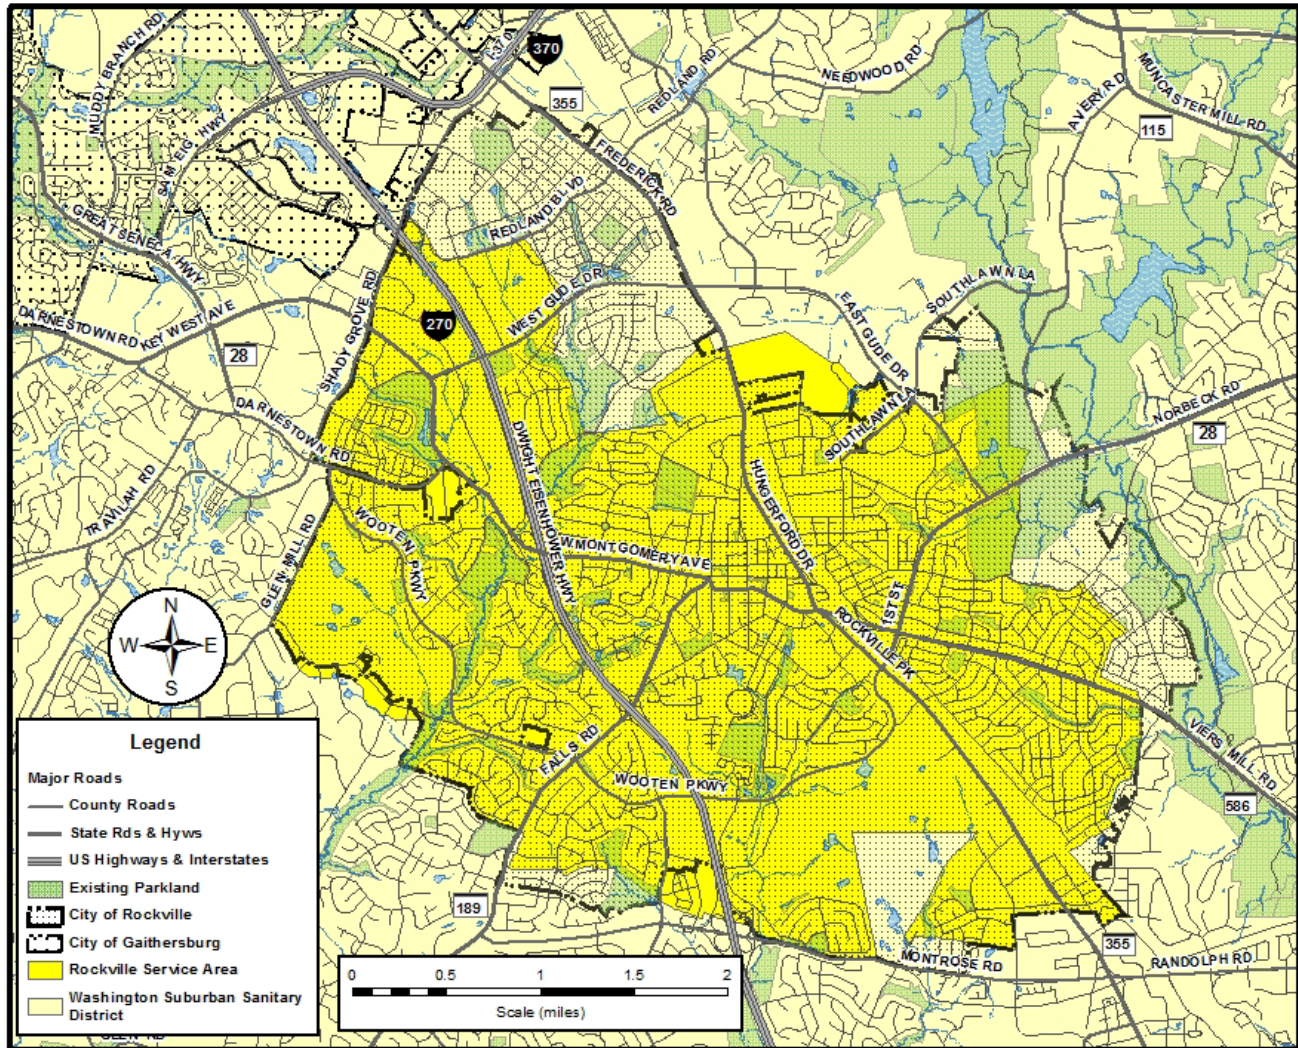 MUDDY BRANCH RD
I-370
370
355
REDLAND RD
NEEDWOOD RD
AVERY RD
MUNCASTER MILL RD
115
SAM EIG HWY
FREDERICK RD
GREAT SENECA HWY
REDLAND BLVD
WEST GUDE DR
EAST GUDE DR
SOUTHLAWN LA
DARNESTOWN RD
KEY WEST AVE
28
SHADY GROVE RD
270
DARNESTOWN RD
SOUTHLAWN LA
NORBECK RD
28
TRAVILAH RD
GLEN MILL RD
WOOTEN PKWY
DWIGHT EISENHOWER HWY
W MONTGOMERY AVE
HUNGERFORD DR
1ST ST
ROCKVILLE PK
N
W
E
S
FALLS RD
WOOTEN PKWY
VIERS MILL RD
586
189
355
MONTROSE RD
RANDOLPH RD
Legend
Major Roads
County Roads
State Rds & Hyws
US Highways & Interstates
Existing Parkland
City of Rockville
City of Gaithersburg
Rockville Service Area
Washington Suburban Sanitary
District
0 0.5 1 1.5 2
Scale (miles)